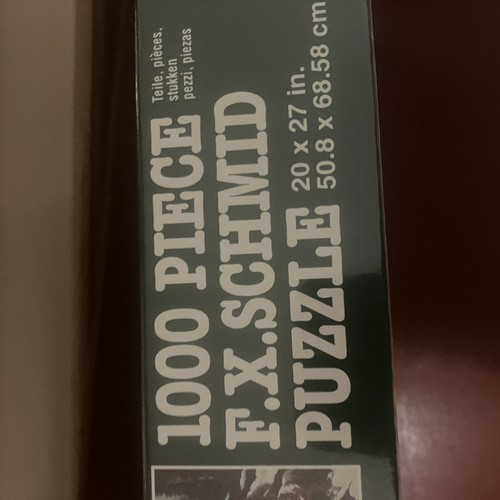 1000 PIECE
Teile, pièces,
stukken
pezzi, piezas
F.X.SCHMID
PUZZLE
20 x 27 in.
50.8 x 68.58 cm